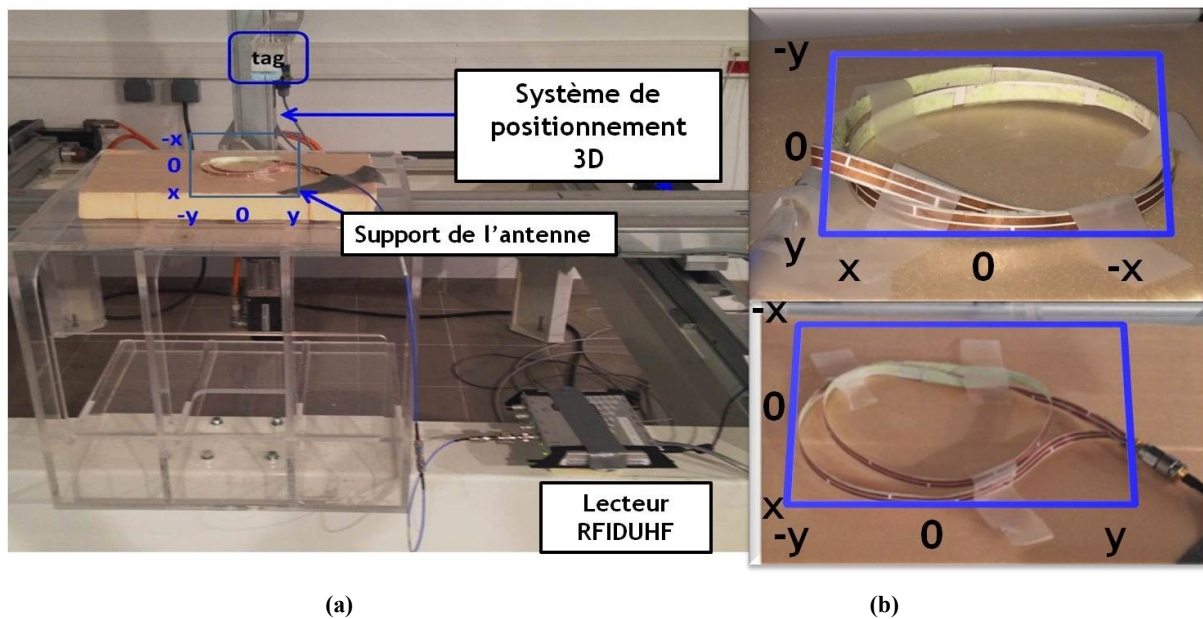 tag
Système de
positionnement
3D
-x
0
x
-y 0 y
Support de l'antenne
Lecteur
RFIDUHF
-y
0
y
x 0 -x
-x
0
x
-y 0 y
(a) (b)